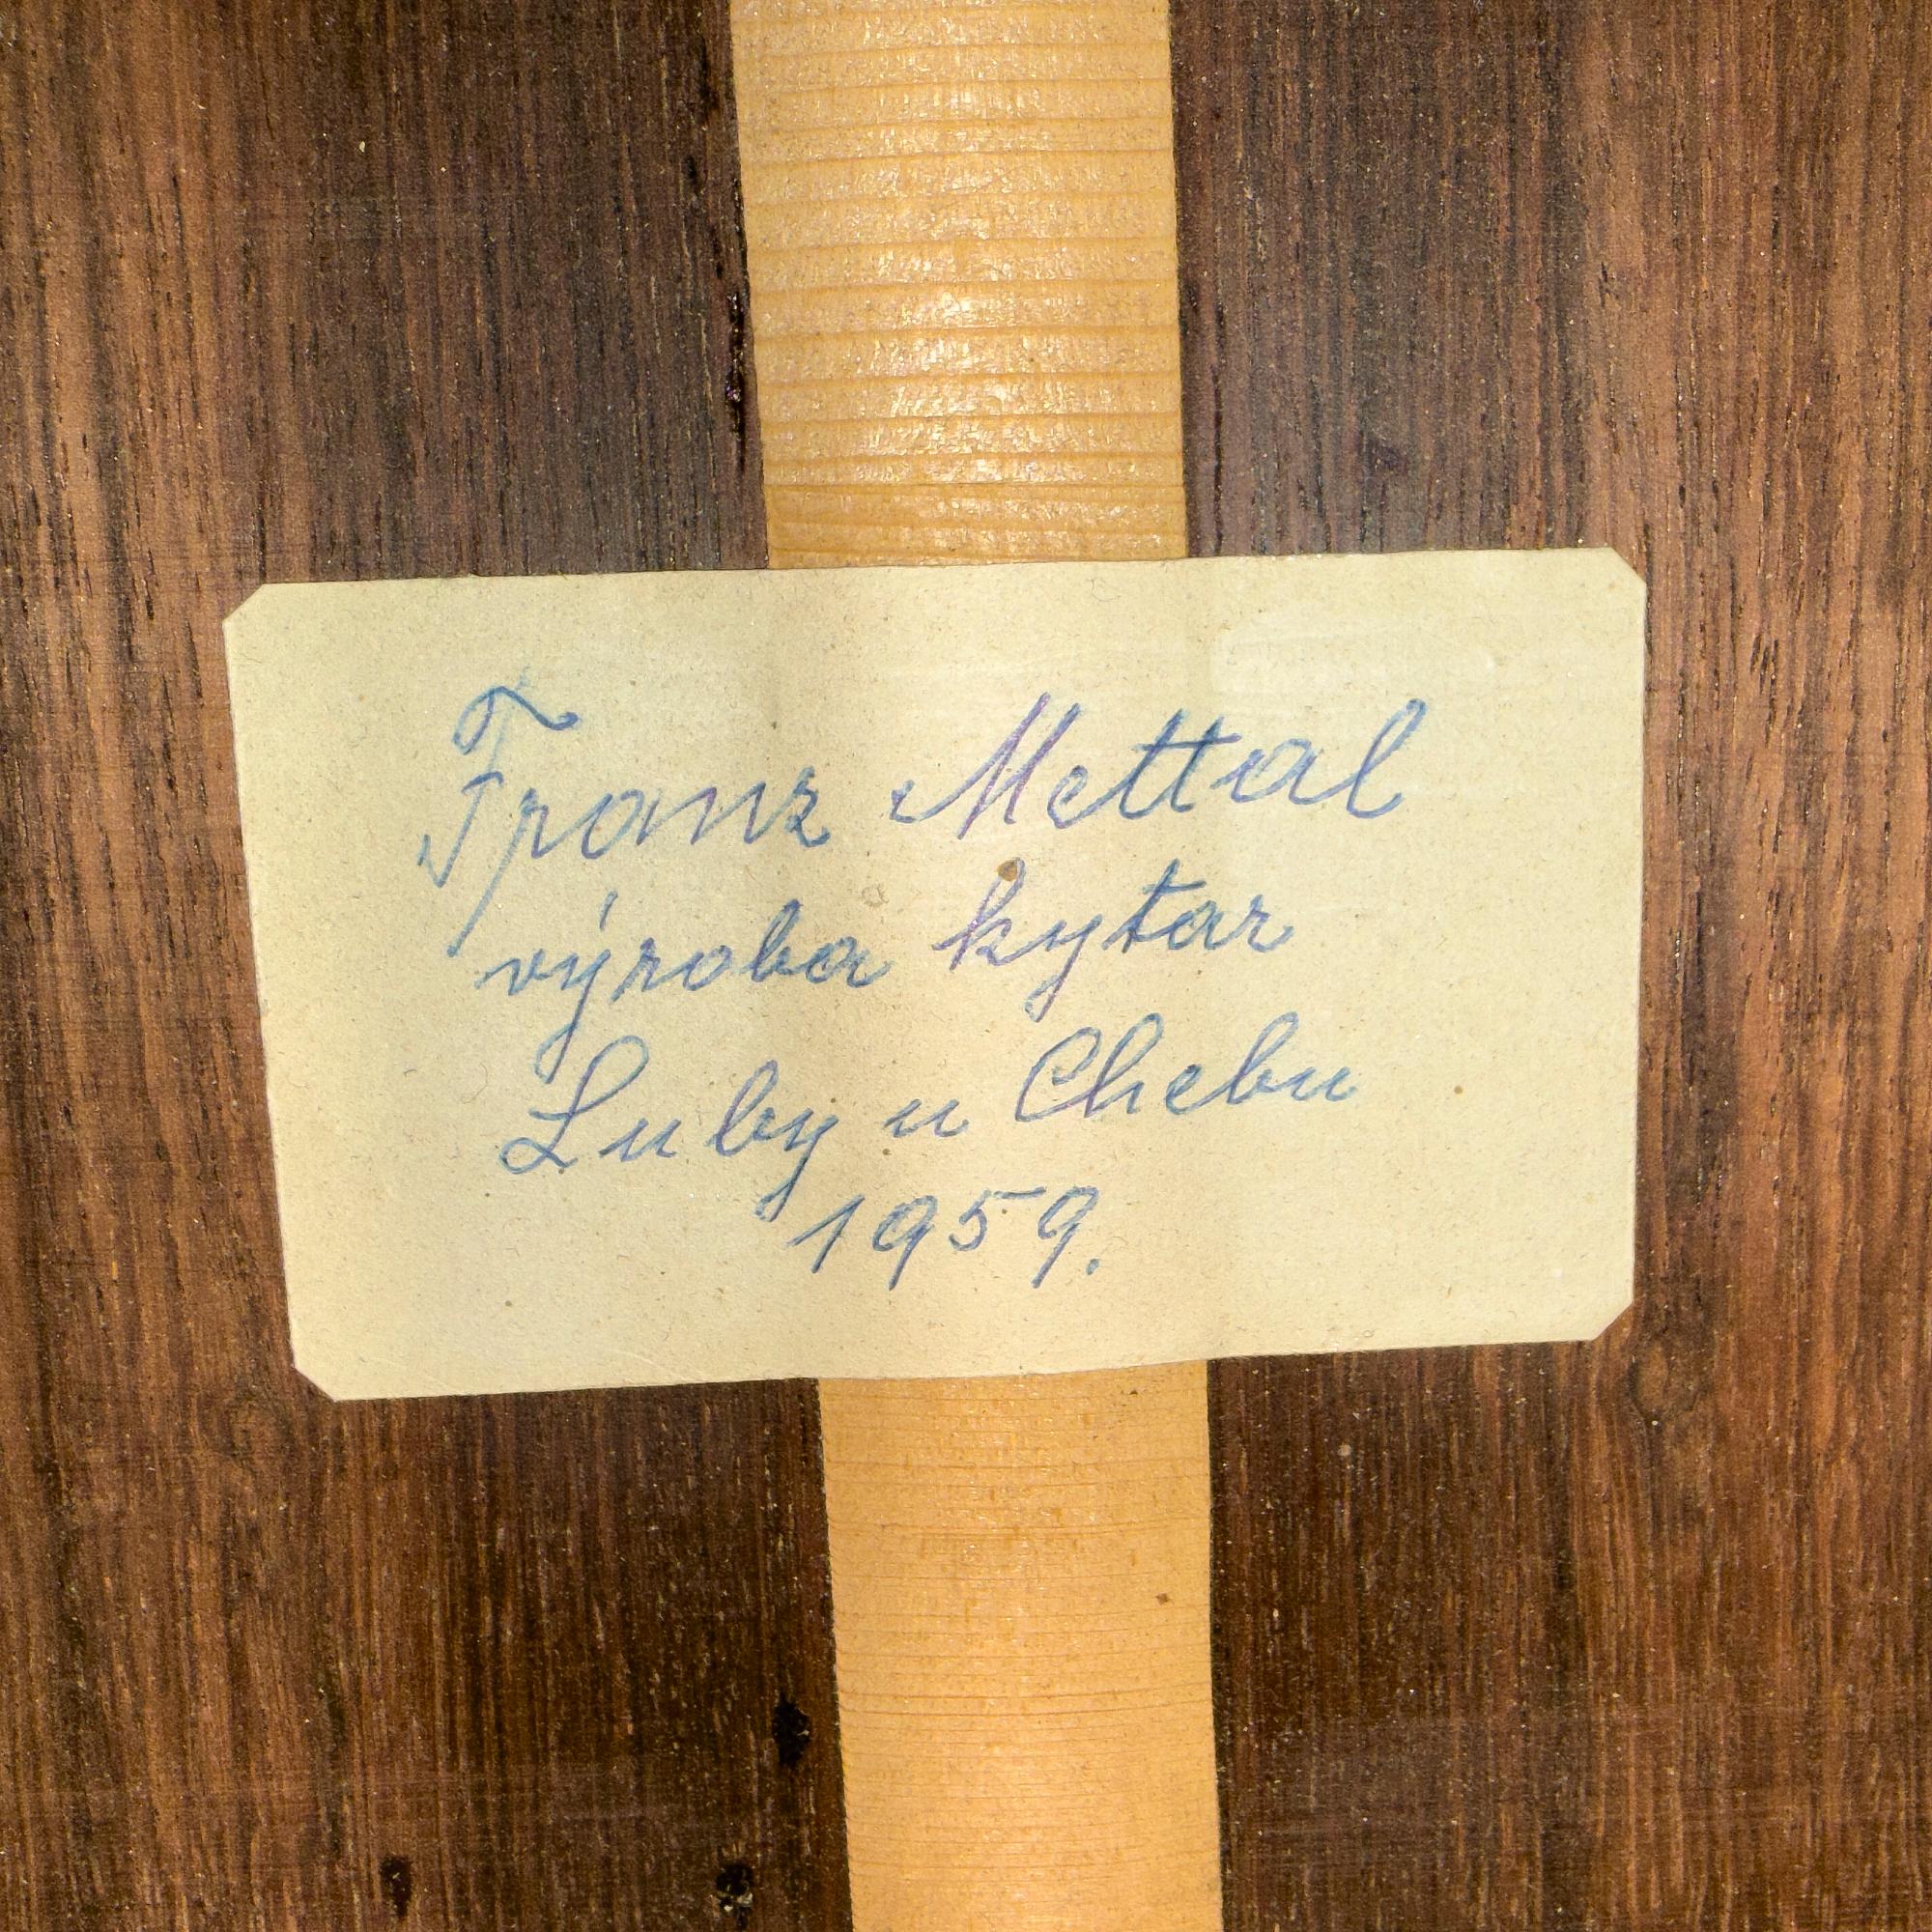 Franz Mettal
výroba kytar
Luby u Chebu
1959.